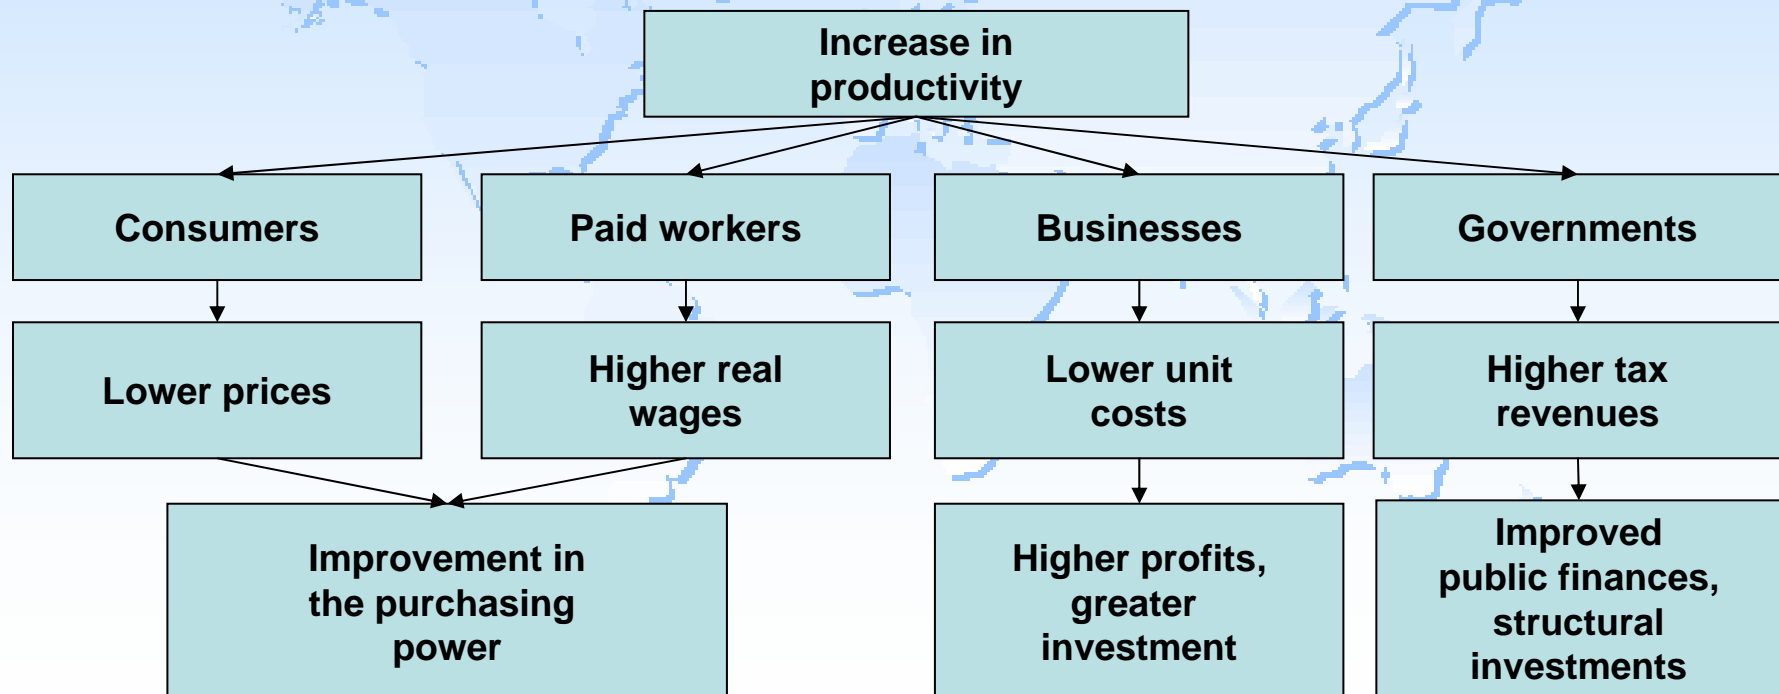 Increase in
productivity
Consumers
Paid workers
Businesses
Governments
Lower prices
Higher real
wages
Lower unit
costs
Higher tax
revenues
Improvement in
the purchasing
power
Higher profits,
greater
investment
Improved
public finances,
structural
investments